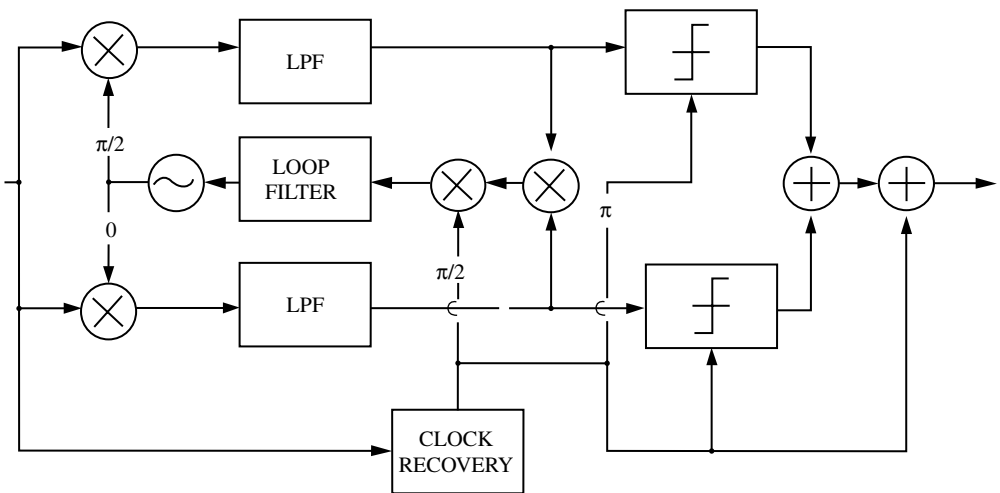 LPF
π/2
LOOP
FILTER
π
0
π/2
LPF
CLOCK
RECOVERY